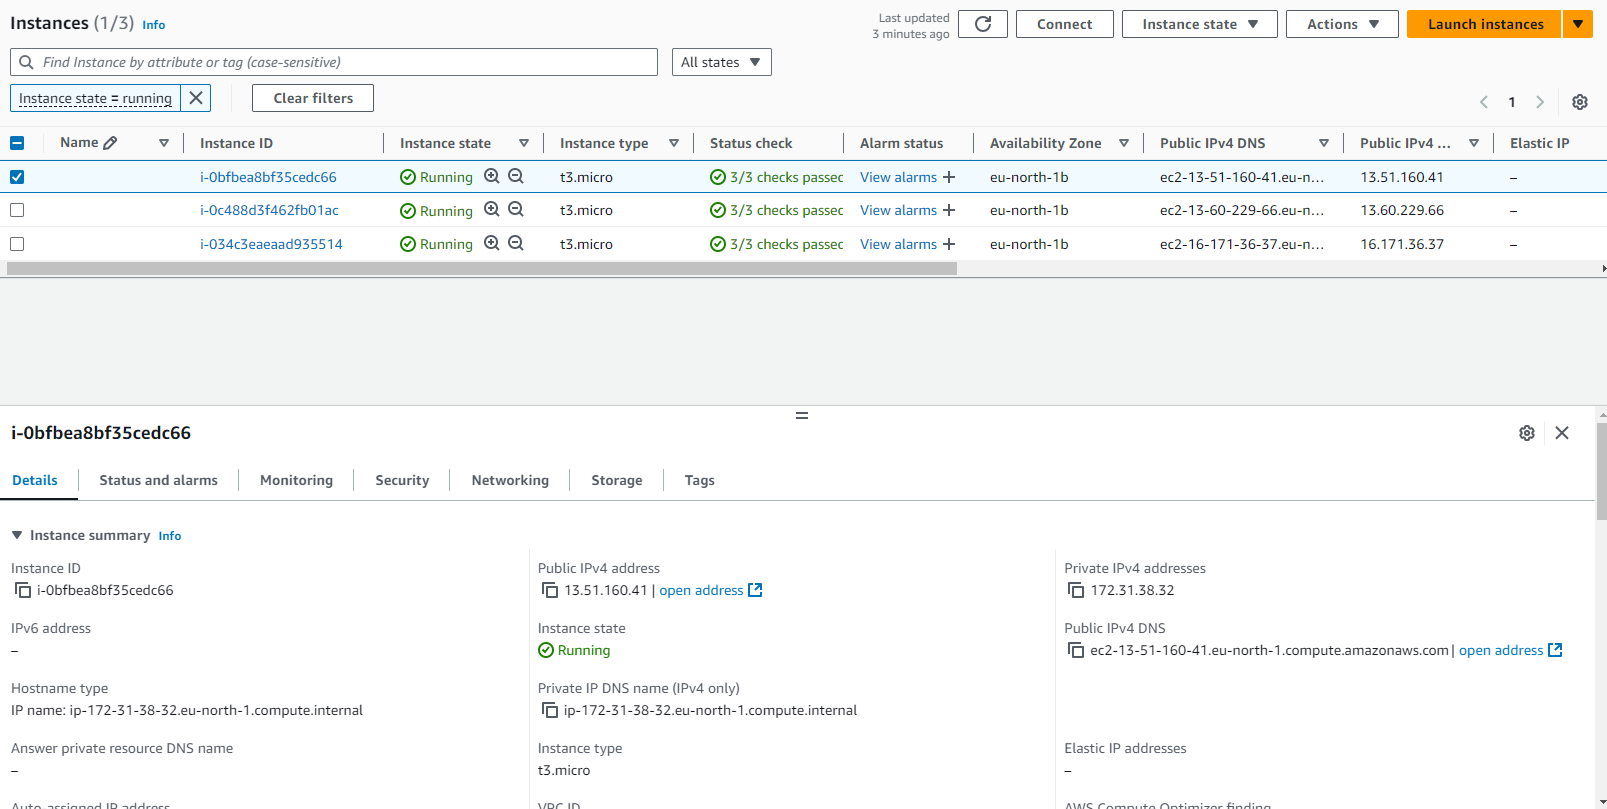 Instances (1/3) Info
Last updated
3 minutes ago
Connect
Instance state
Actions
Launch instances
Find Instance by attribute or tag (case-sensitive)
All states
Instance state = running
Clear filters
1
Name Instance ID Instance state Instance type Status check Alarm status Availability Zone Public IPv4 DNS Public IPv4 ... Elastic IP
i-0bfbea8bf35cedc66 Running t3.micro 3/3 checks passec View alarms + eu-north-1b ec2-13-51-160-41.eu-n... 13.51.160.41 –
i-0c488d3f462fb01ac Running t3.micro 3/3 checks passec View alarms + eu-north-1b ec2-13-60-229-66.eu-n... 13.60.229.66 –
i-034c3eaeaad935514 Running t3.micro 3/3 checks passec View alarms + eu-north-1b ec2-16-171-36-37.eu-n... 16.171.36.37 –
i-0bfbea8bf35cedc66
Details Status and alarms Monitoring Security Networking Storage Tags
Instance summary Info
Instance ID
i-0bfbea8bf35cedc66
Public IPv4 address
13.51.160.41 | open address
Private IPv4 addresses
172.31.38.32
IPv6 address
–
Instance state
Running
Public IPv4 DNS
ec2-13-51-160-41.eu-north-1.compute.amazonaws.com | open address
Hostname type
IP name: ip-172-31-38-32.eu-north-1.compute.internal
Private IP DNS name (IPv4 only)
ip-172-31-38-32.eu-north-1.compute.internal
Answer private resource DNS name
–
Instance type
t3.micro
Elastic IP addresses
–
Auto-assigned IP address
VPC ID
AWS Compute Optimizer finding